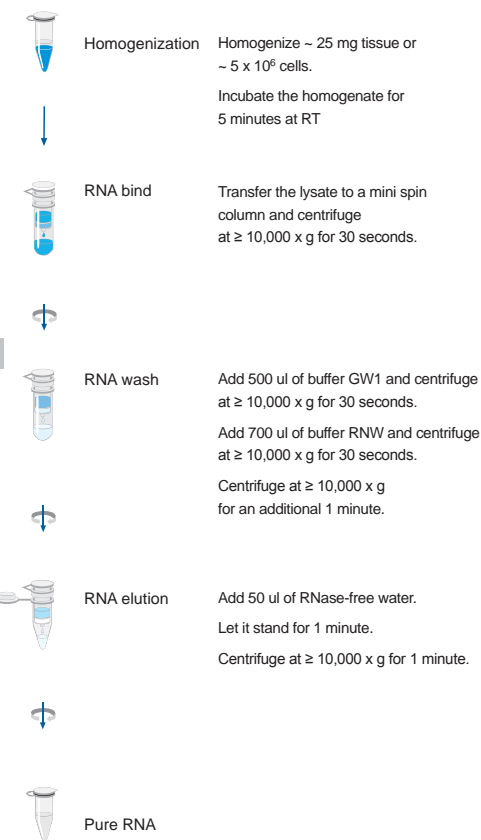 Homogenization
Homogenize ~ 25 mg tissue or
~ 5 x 10⁶ cells.
Incubate the homogenate for
5 minutes at RT
RNA bind
Transfer the lysate to a mini spin
column and centrifuge
at ≥ 10,000 x g for 30 seconds.
RNA wash
Add 500 ul of buffer GW1 and centrifuge
at ≥ 10,000 x g for 30 seconds.
Add 700 ul of buffer RNW and centrifuge
at ≥ 10,000 x g for 30 seconds.
Centrifuge at ≥ 10,000 x g
for an additional 1 minute.
RNA elution
Add 50 ul of RNase-free water.
Let it stand for 1 minute.
Centrifuge at ≥ 10,000 x g for 1 minute.
Pure RNA